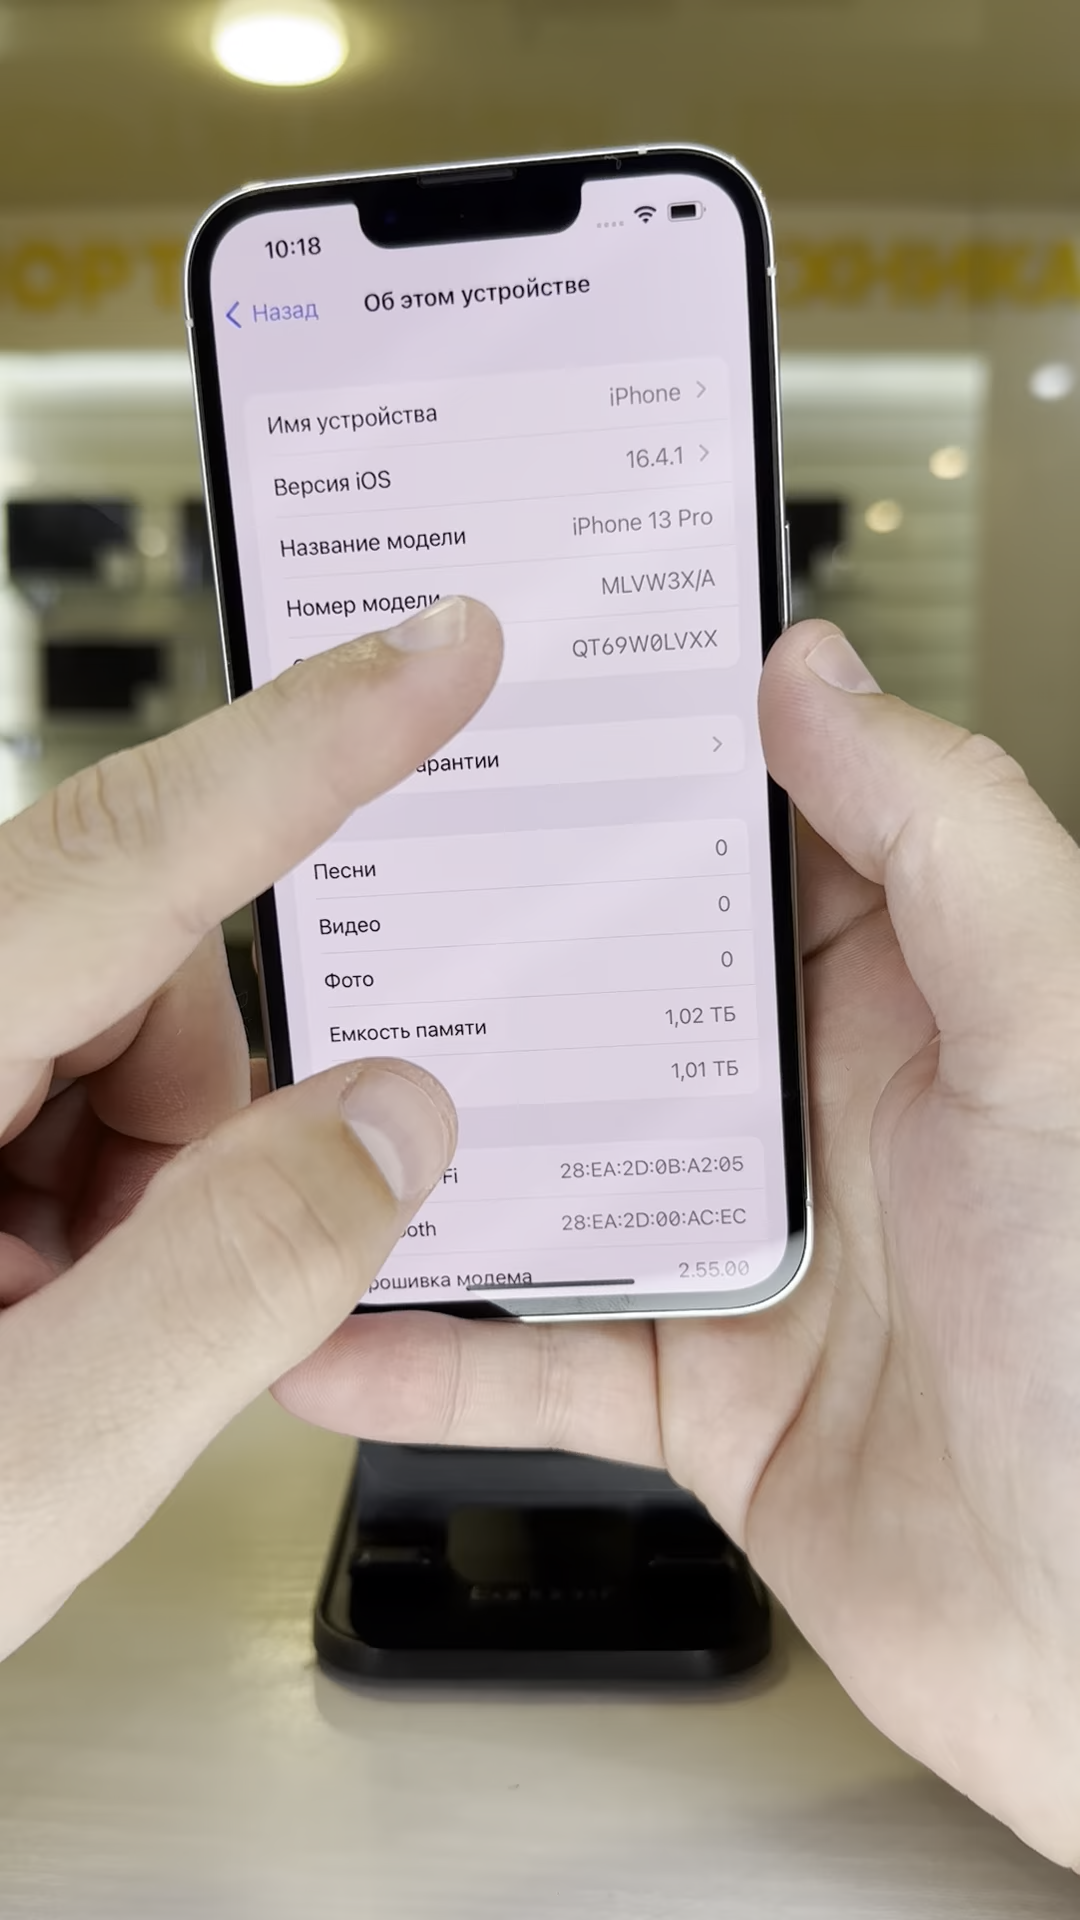 10:18
Назад
Об этом устройстве
Имя устройства iPhone
Версия iOS 16.4.1
Название модели iPhone 13 Pro
Номер модели MLVW3X/A
QT69W0LVXX
арантии
Песни 0
Видео 0
Фото 0
Емкость памяти 1,02 ТБ
1,01 ТБ
Fi 28:EA:2D:0B:A2:05
ooth 28:EA:2D:00:AC:EC
рошивка модема 2.55.00